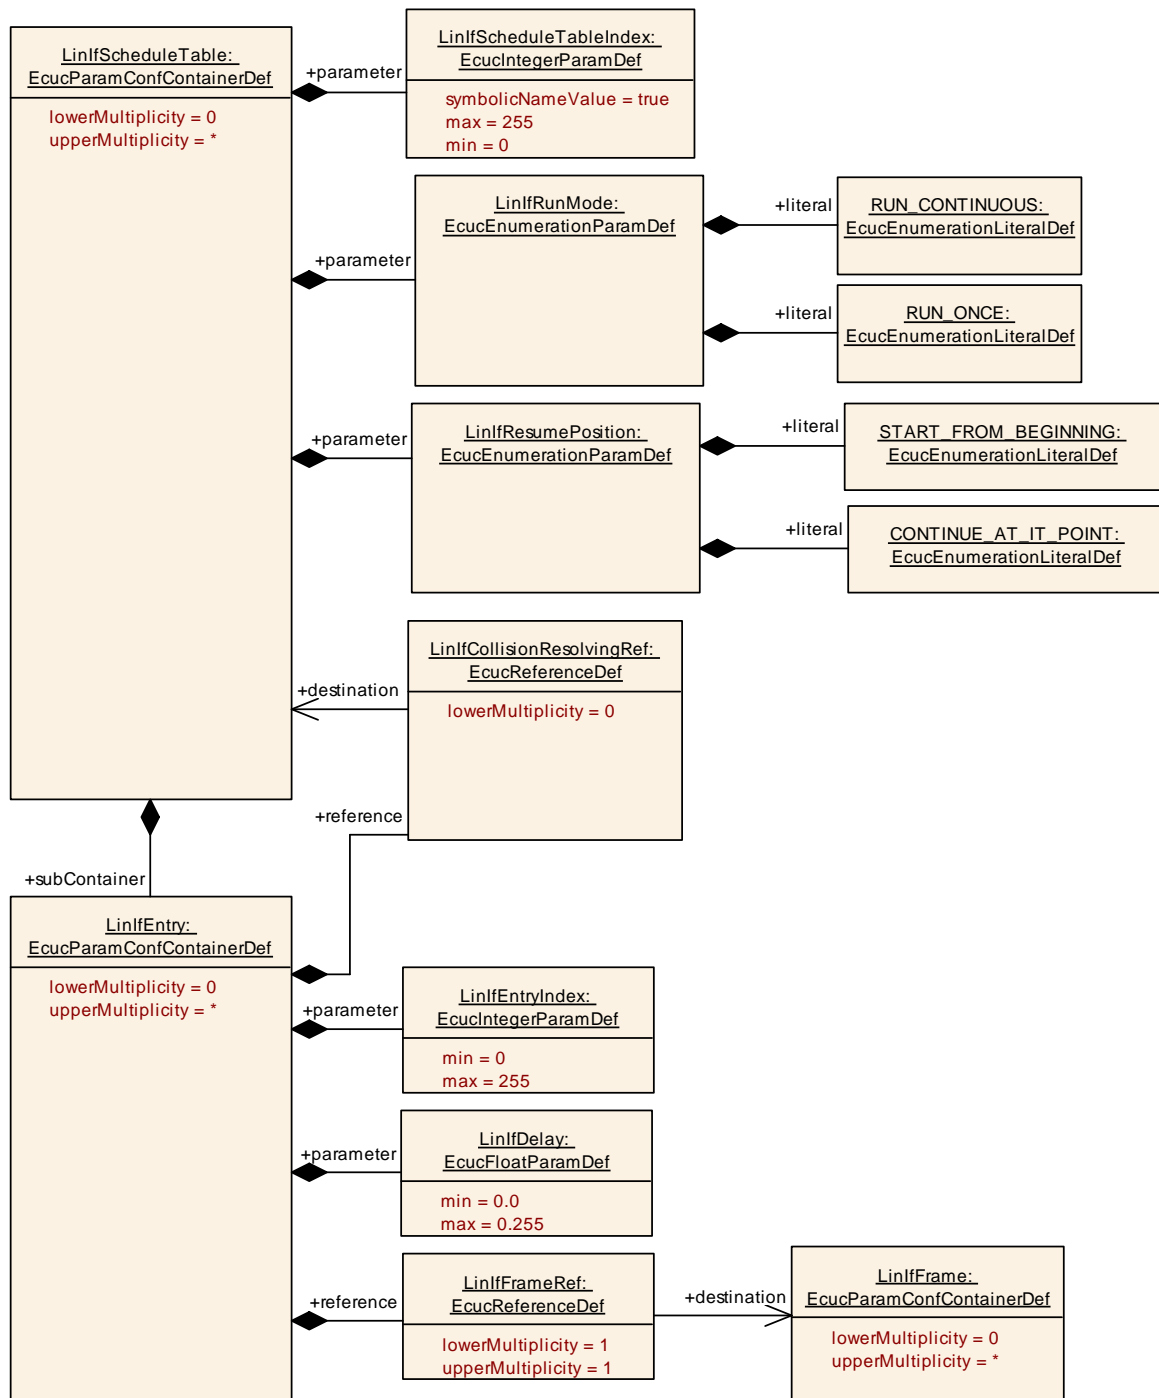 LinIfScheduleTable:
EcucParamConfContainerDef
lowerMultiplicity = 0
upperMultiplicity = *
+parameter
LinIfScheduleTableIndex:
EcucIntegerParamDef
symbolicNameValue = true
max = 255
min = 0
+parameter
LinIfRunMode:
EcucEnumerationParamDef
+literal
RUN_CONTINUOUS:
EcucEnumerationLiteralDef
+literal
RUN_ONCE:
EcucEnumerationLiteralDef
+parameter
LinIfResumePosition:
EcucEnumerationParamDef
+literal
START_FROM_BEGINNING:
EcucEnumerationLiteralDef
+literal
CONTINUE_AT_IT_POINT:
EcucEnumerationLiteralDef
+destination
LinIfCollisionResolvingRef:
EcucReferenceDef
lowerMultiplicity = 0
+reference
+subContainer
LinIfEntry:
EcucParamConfContainerDef
lowerMultiplicity = 0
upperMultiplicity = *
+parameter
LinIfEntryIndex:
EcucIntegerParamDef
min = 0
max = 255
+parameter
LinIfDelay:
EcucFloatParamDef
min = 0.0
max = 0.255
+reference
LinIfFrameRef:
EcucReferenceDef
lowerMultiplicity = 1
upperMultiplicity = 1
+destination
LinIfFrame:
EcucParamConfContainerDef
lowerMultiplicity = 0
upperMultiplicity = *